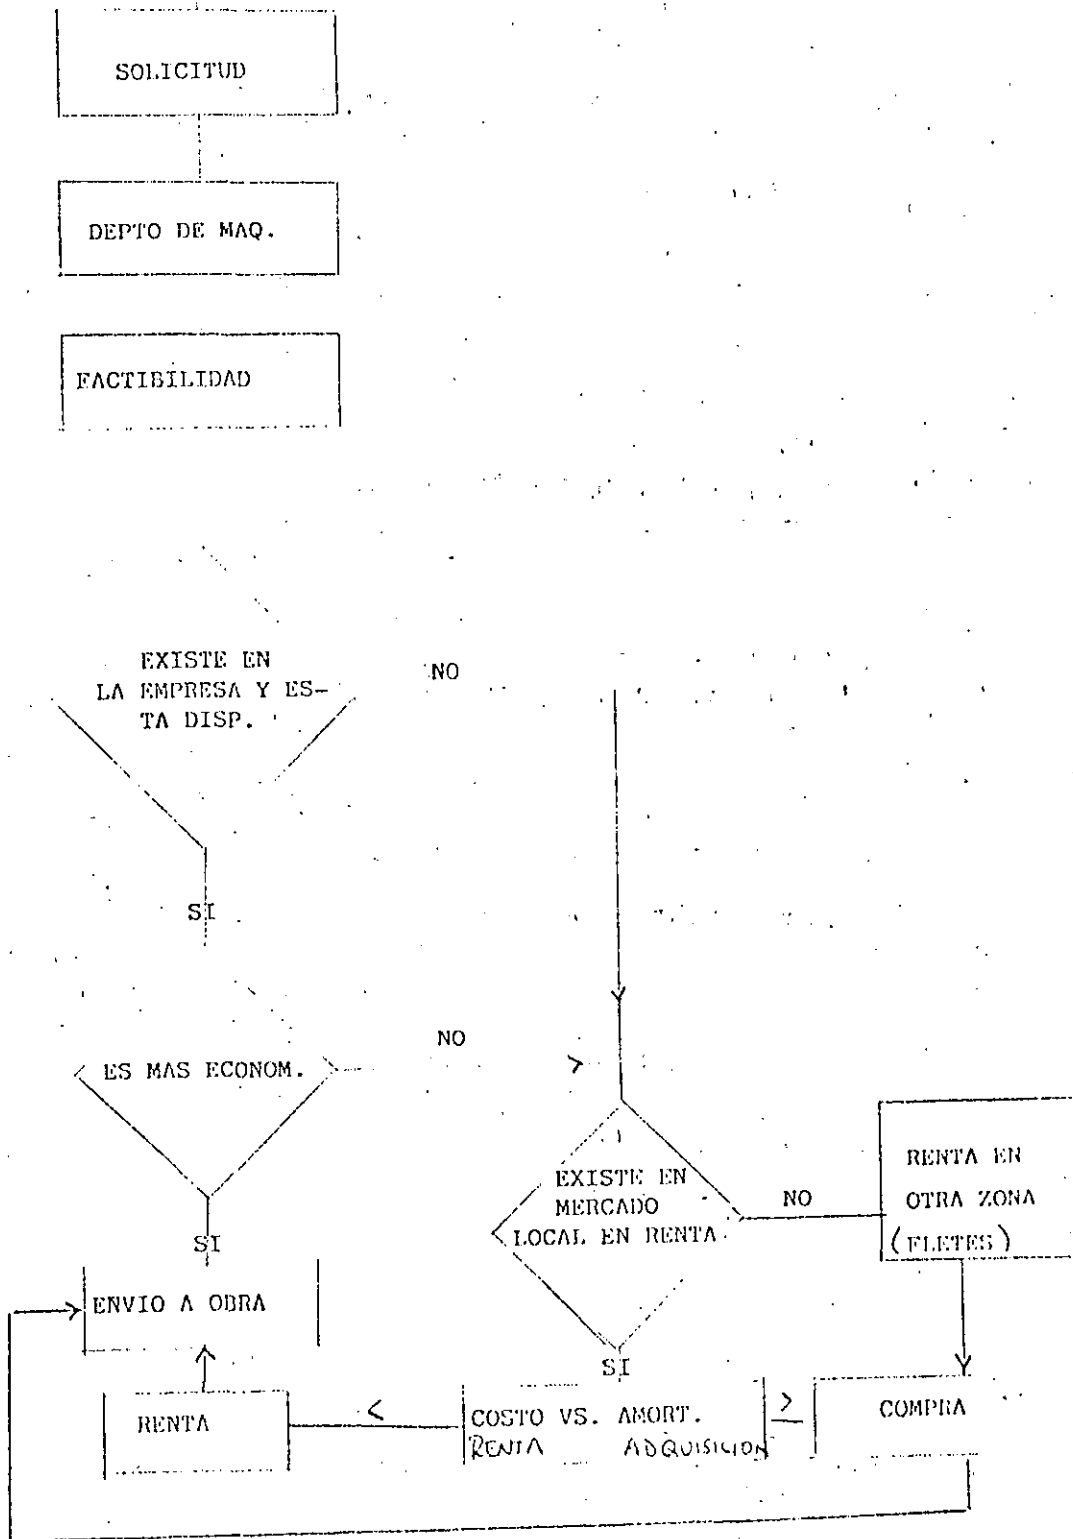 SOLICITUD
DEPTO DE MAQ.
FACTIBILIDAD
EXISTE EN
LA EMPRESA Y ES-
TA DISP.
NO
SI
ES MAS ECONOM.
NO
SI
EXISTE EN
MERCADO
LOCAL EN RENTA
NO
RENTA EN
OTRA ZONA
(FLETES)
SI
ENVIO A OBRA
RENTA
<
COSTO VS. AMORT.
RENTA ADQUISICION
>
COMPRA